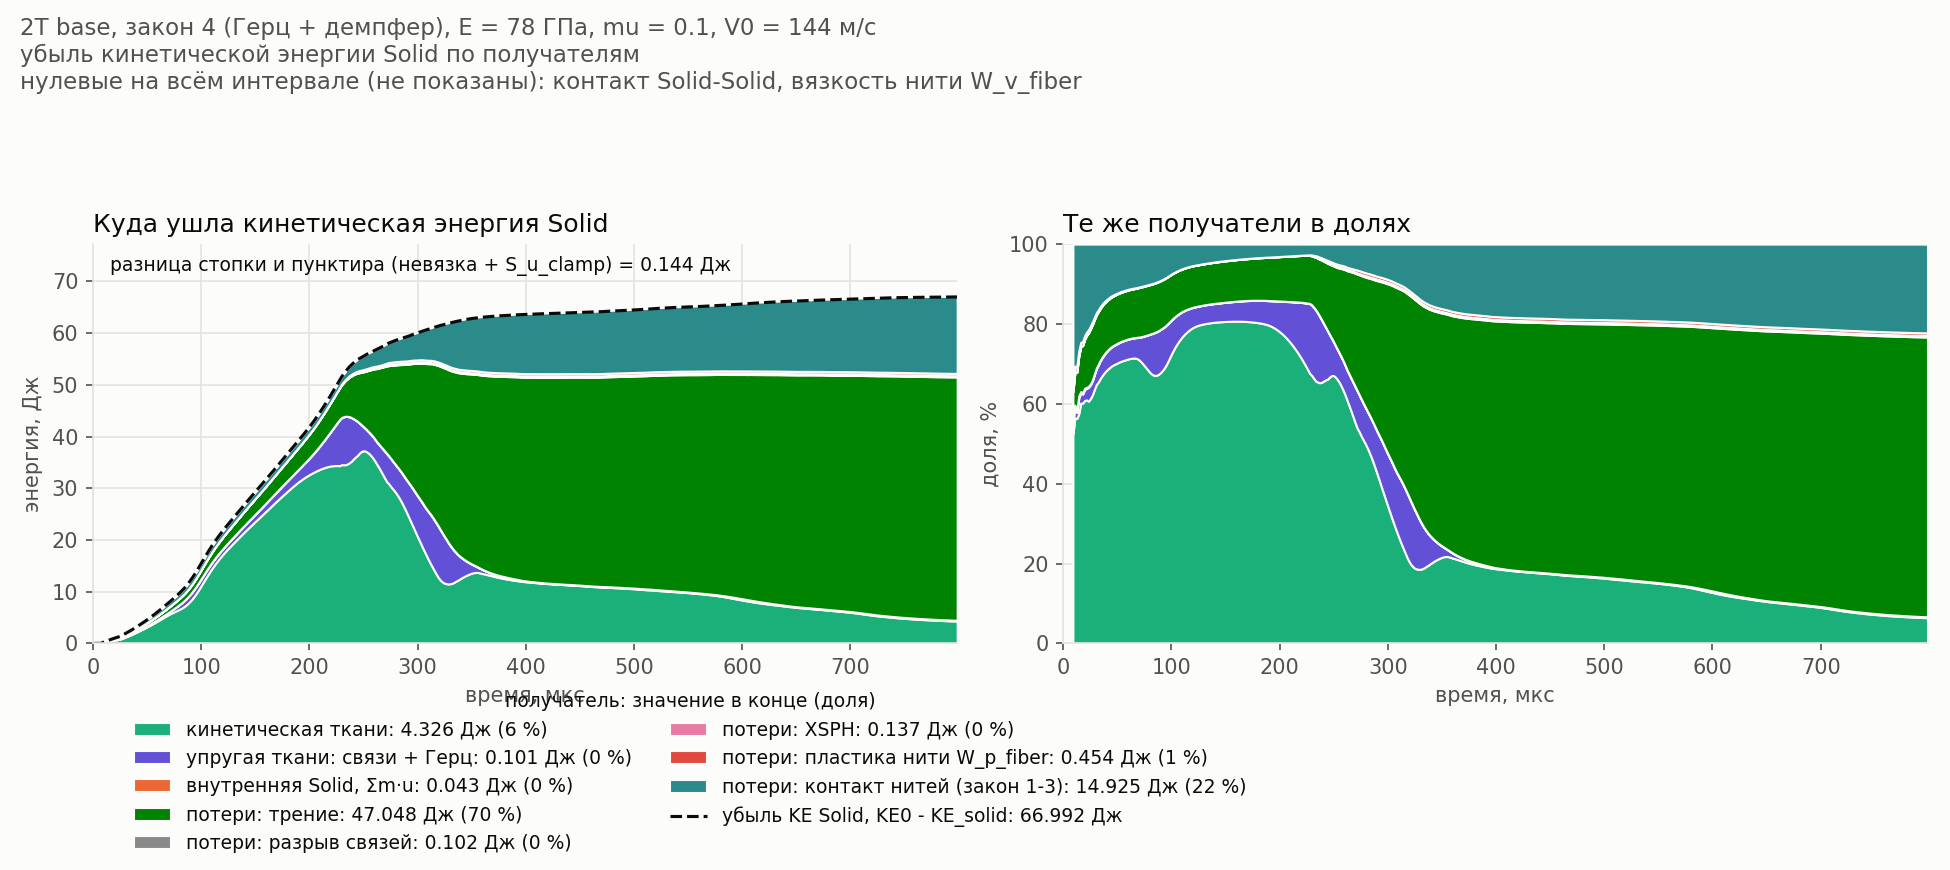 2T base, закон 4 (Герц + демпфер), E = 78 ГПа, mu = 0.1, V0 = 144 м/с
убыль кинетической энергии Solid по получателям
нулевые на всём интервале (не показаны): контакт Solid-Solid, вязкость нити W_v_fiber
Куда ушла кинетическая энергия Solid
разница стопки и пунктира (невязка + S_u_clamp) = 0.144 Дж
энергия, Дж
70
60
50
40
30
20
10
0
0 100 200 300 400 500 600 700
время, мкс
Те же получатели в долях
доля, %
100
80
60
40
20
0
0 100 200 300 400 500 600 700
время, мкс
получатель: значение в конце (доля)
кинетическая ткани: 4.326 Дж (6 %)
упругая ткани: связи + Герц: 0.101 Дж (0 %)
внутренняя Solid, Σm·u: 0.043 Дж (0 %)
потери: трение: 47.048 Дж (70 %)
потери: разрыв связей: 0.102 Дж (0 %)
потери: XSPH: 0.137 Дж (0 %)
потери: пластика нити W_p_fiber: 0.454 Дж (1 %)
потери: контакт нитей (закон 1-3): 14.925 Дж (22 %)
убыль KE Solid, KE0 - KE_solid: 66.992 Дж